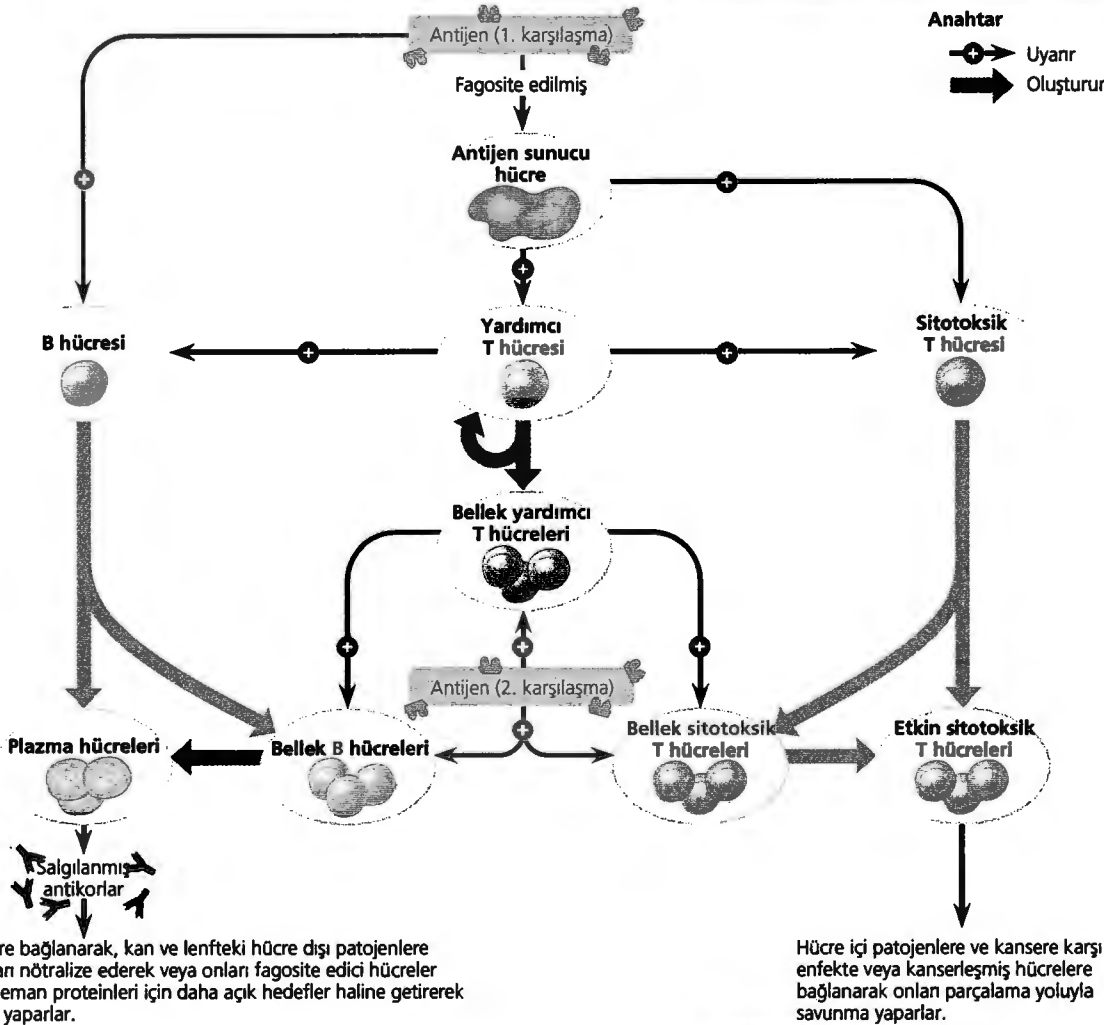 Antijen (1. karşılaşma)
Anahtar
Uyarır
Oluşturur
Fagosite edilmiş
Antijen sunucu
hücre
B hücresi
Yardımcı
T hücresi
Sitotoksik
T hücresi
Bellek yardımcı
T hücreleri
Antijen (2. karşılaşma)
Plazma hücreleri
Bellek B hücreleri
Bellek sitotoksik
T hücreleri
Etkin sitotoksik
T hücreleri
Salgılanmış
antikorlar
re bağlanarak, kan ve lenfteki hücre dışı patojenlere
arı nötralize ederek veya onları fagosite edici hücreler
eman proteinleri için daha açık hedefler haline getirerek
yaparlar.
Hücre içi patojenlere ve kansere karşı
enfekte veya kanserleşmiş hücrelere
bağlanarak onları parçalama yoluyla
savunma yaparlar.